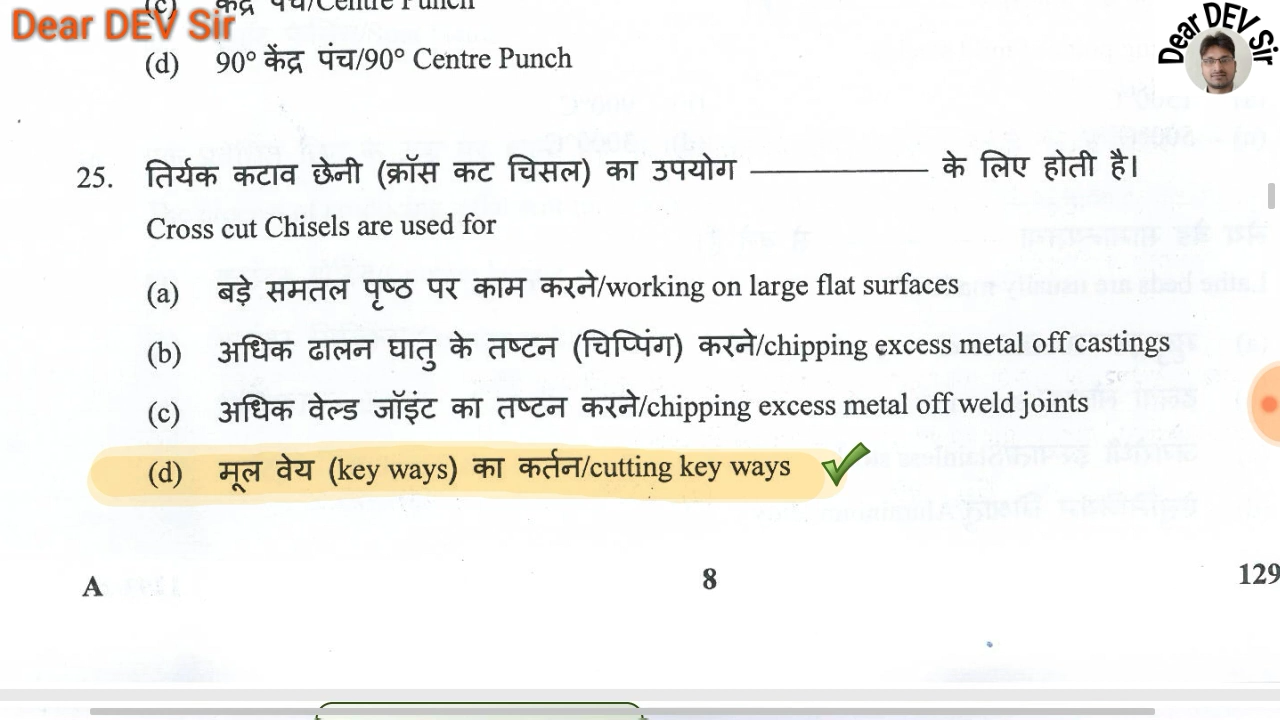 Dear DEV Sir
Dear DEV Sir
(c) केंद्र पंच/Centre Punch
(d) 90° केंद्र पंच/90° Centre Punch
25. तिर्यक कटाव छेनी (क्रॉस कट चिसल) का उपयोग ———— के लिए होती है।
Cross cut Chisels are used for
(a) बड़े समतल पृष्ठ पर काम करने/working on large flat surfaces
(b) अधिक ढालन घातु के तष्टन (चिप्पिंग) करने/chipping excess metal off castings
(c) अधिक वेल्ड जॉइंट का तष्टन करने/chipping excess metal off weld joints
(d) मूल वेय (key ways) का कर्तन/cutting key ways
A 8 129